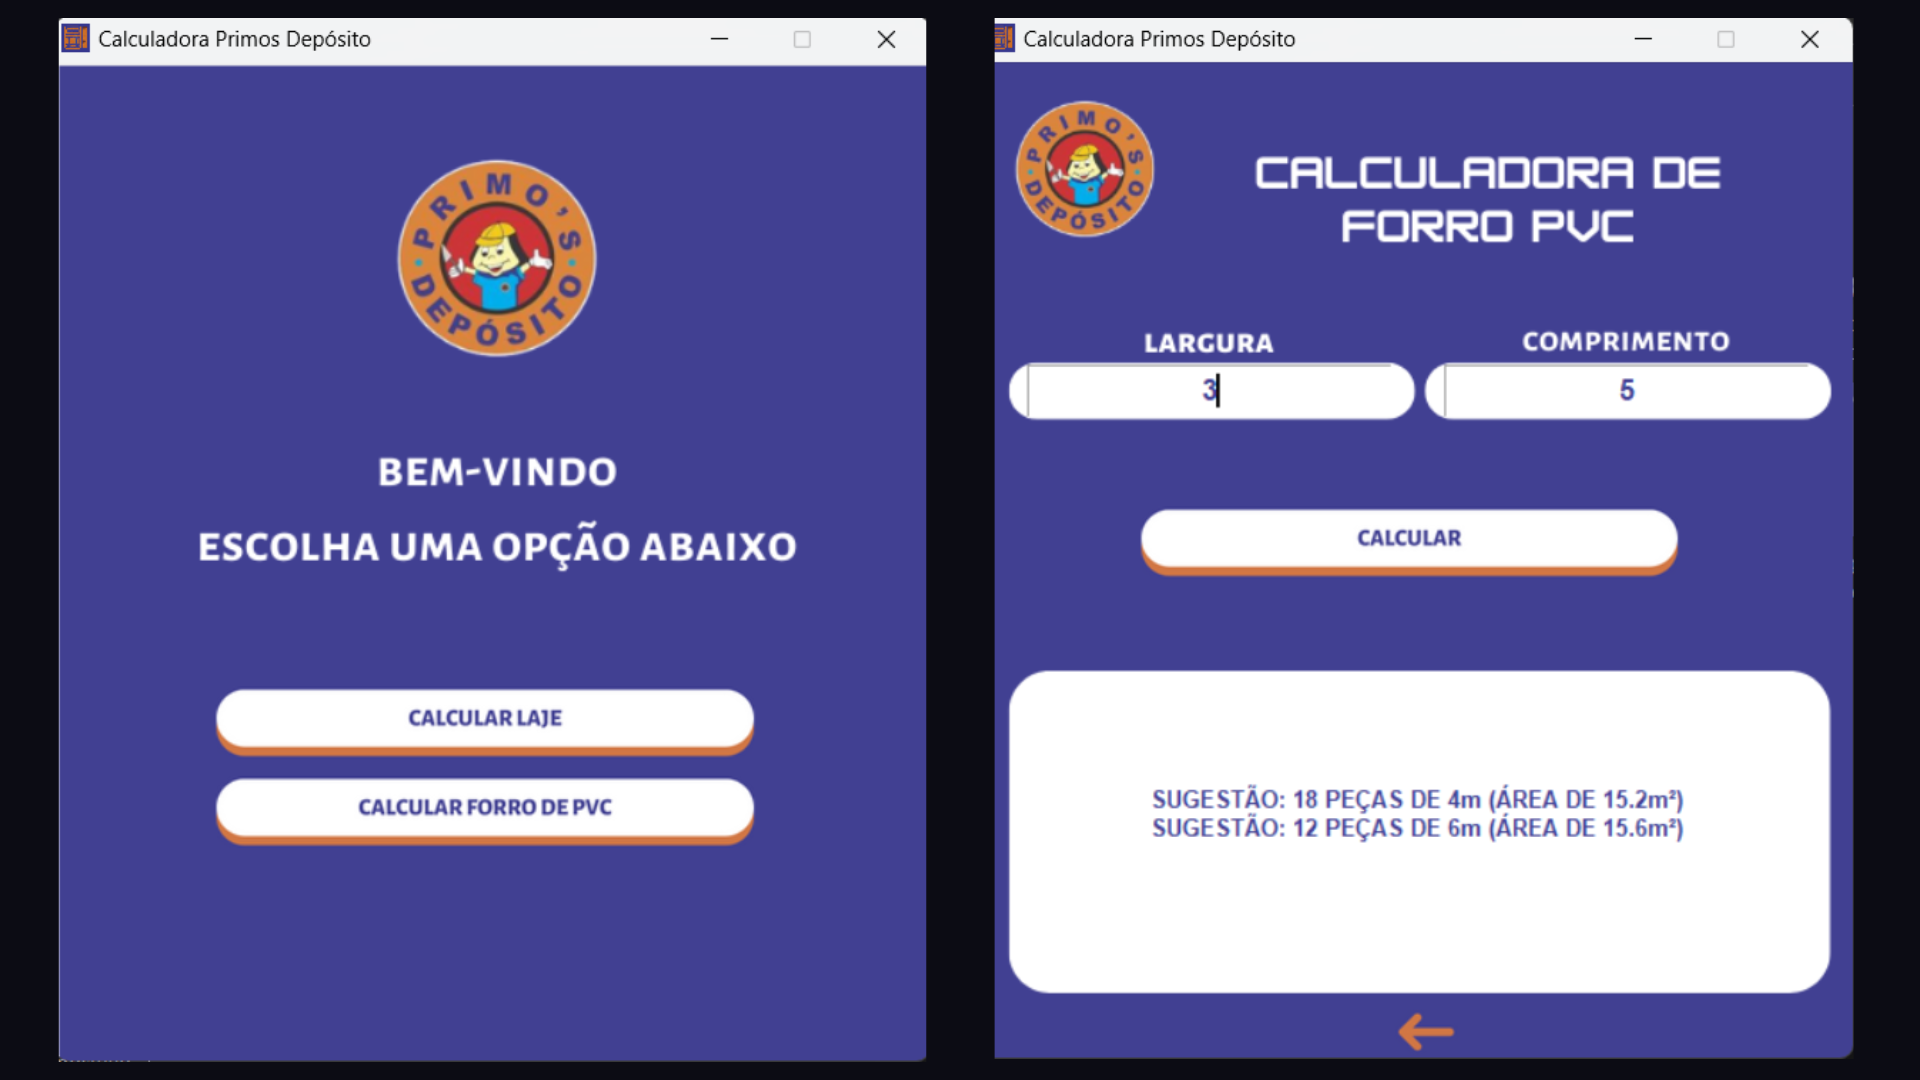 Calculadora Primos Depósito
PRIMO'S
DEPÓSITO
BEM-VINDO
ESCOLHA UMA OPÇÃO ABAIXO
CALCULAR LAJE
CALCULAR FORRO DE PVC
Calculadora Primos Depósito
PRIMO'S
DEPÓSITO
CALCULADORA DE
FORRO PVC
LARGURA
COMPRIMENTO
3
5
CALCULAR
SUGESTÃO: 18 PEÇAS DE 4m (ÁREA DE 15.2m²)
SUGESTÃO: 12 PEÇAS DE 6m (ÁREA DE 15.6m²)